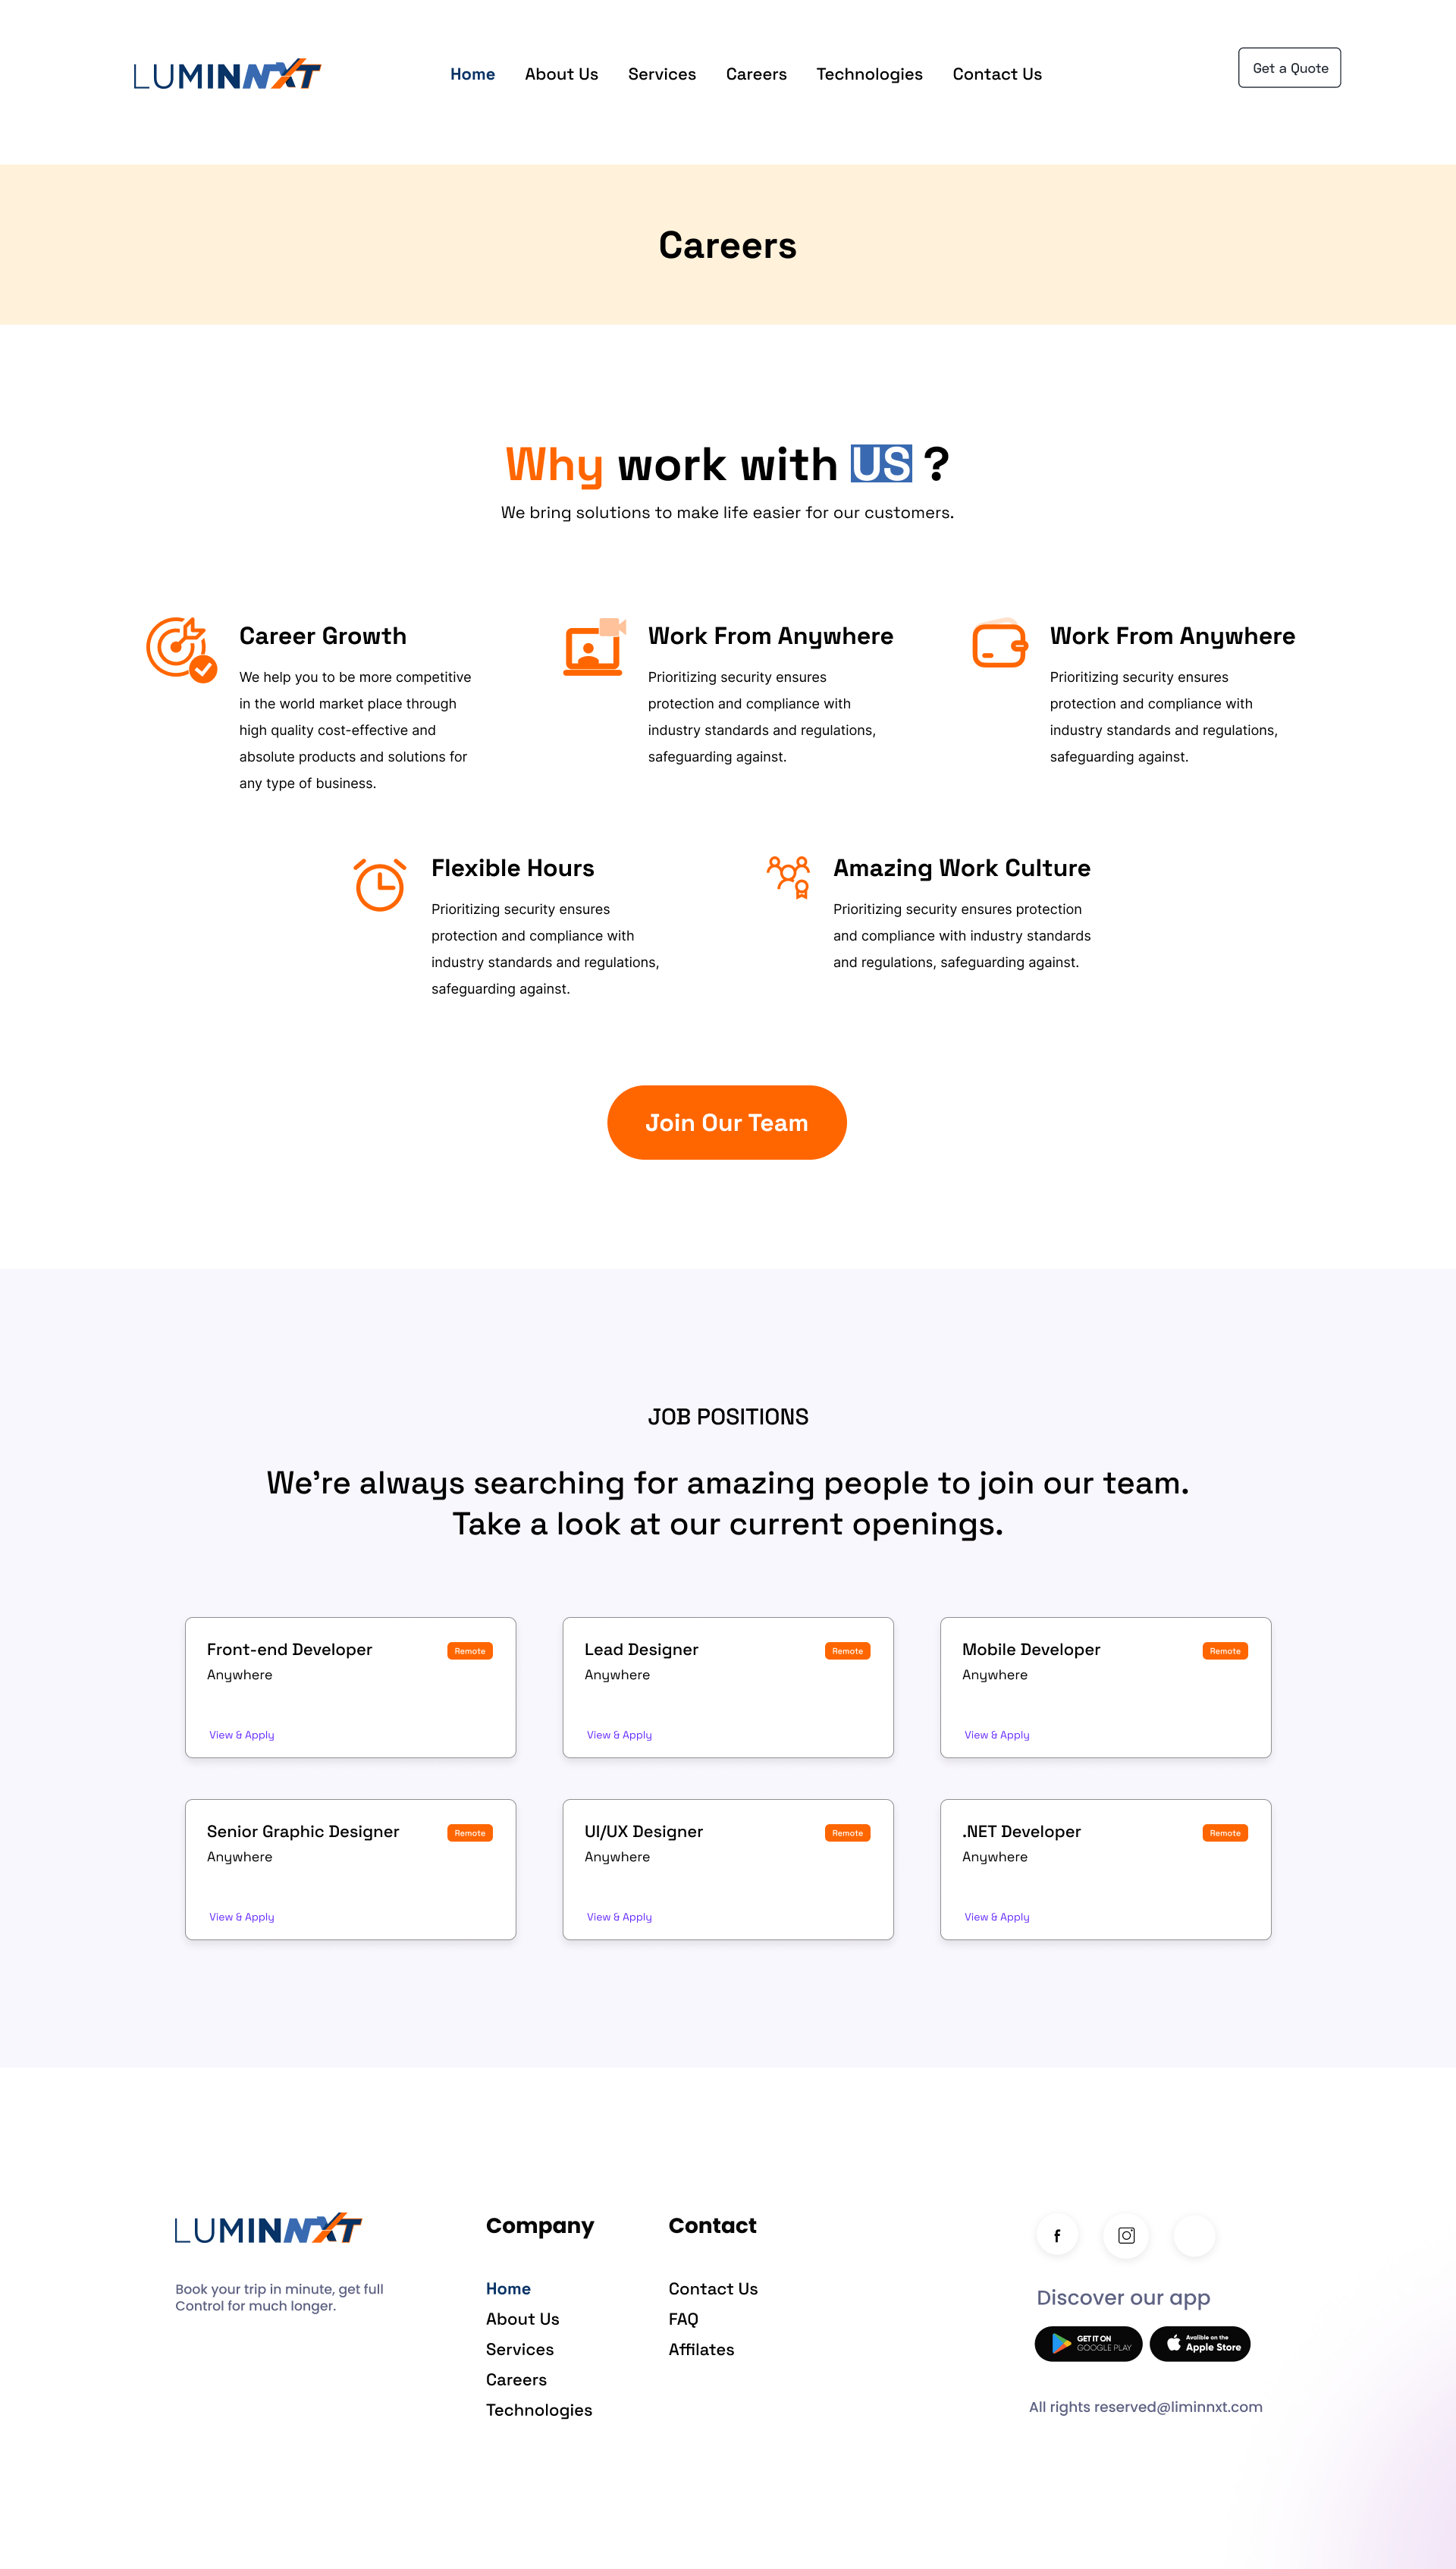 LUMINNXT
Home About Us Services Careers Technologies Contact Us
Get a Quote
Careers
Why work with US ?
We bring solutions to make life easier for our customers.
Career Growth
We help you to be more competitive
in the world market place through
high quality cost-effective and
absolute products and solutions for
any type of business.
Work From Anywhere
Prioritizing security ensures
protection and compliance with
industry standards and regulations,
safeguarding against.
Work From Anywhere
Prioritizing security ensures
protection and compliance with
industry standards and regulations,
safeguarding against.
Flexible Hours
Prioritizing security ensures
protection and compliance with
industry standards and regulations,
safeguarding against.
Amazing Work Culture
Prioritizing security ensures protection
and compliance with industry standards
and regulations, safeguarding against.
Join Our Team
JOB POSITIONS
We're always searching for amazing people to join our team.
Take a look at our current openings.
Front-end Developer
Remote
Anywhere
View & Apply
Lead Designer
Remote
Anywhere
View & Apply
Mobile Developer
Remote
Anywhere
View & Apply
Senior Graphic Designer
Remote
Anywhere
View & Apply
UI/UX Designer
Remote
Anywhere
View & Apply
.NET Developer
Remote
Anywhere
View & Apply
LUMINNXT
Book your trip in minute, get full
Control for much longer.
Company
Home
About Us
Services
Careers
Technologies
Contact
Contact Us
FAQ
Affilates
Discover our app
GET IT ON
GOOGLE PLAY
Avalible on the
Apple Store
All rights reserved@liminnxt.com